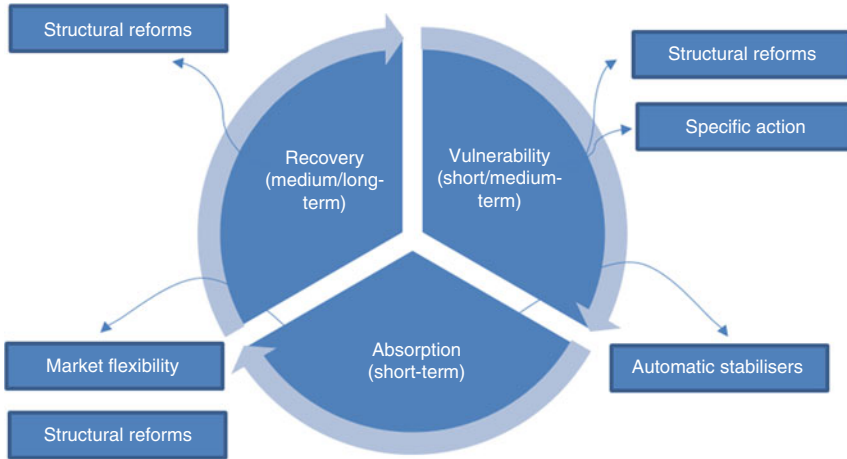 Structural reforms
Structural reforms
Specific action
Recovery
(medium/long-
term)
Vulnerability
(short/medium-
term)
Absorption
(short-term)
Market flexibility
Automatic stabilisers
Structural reforms